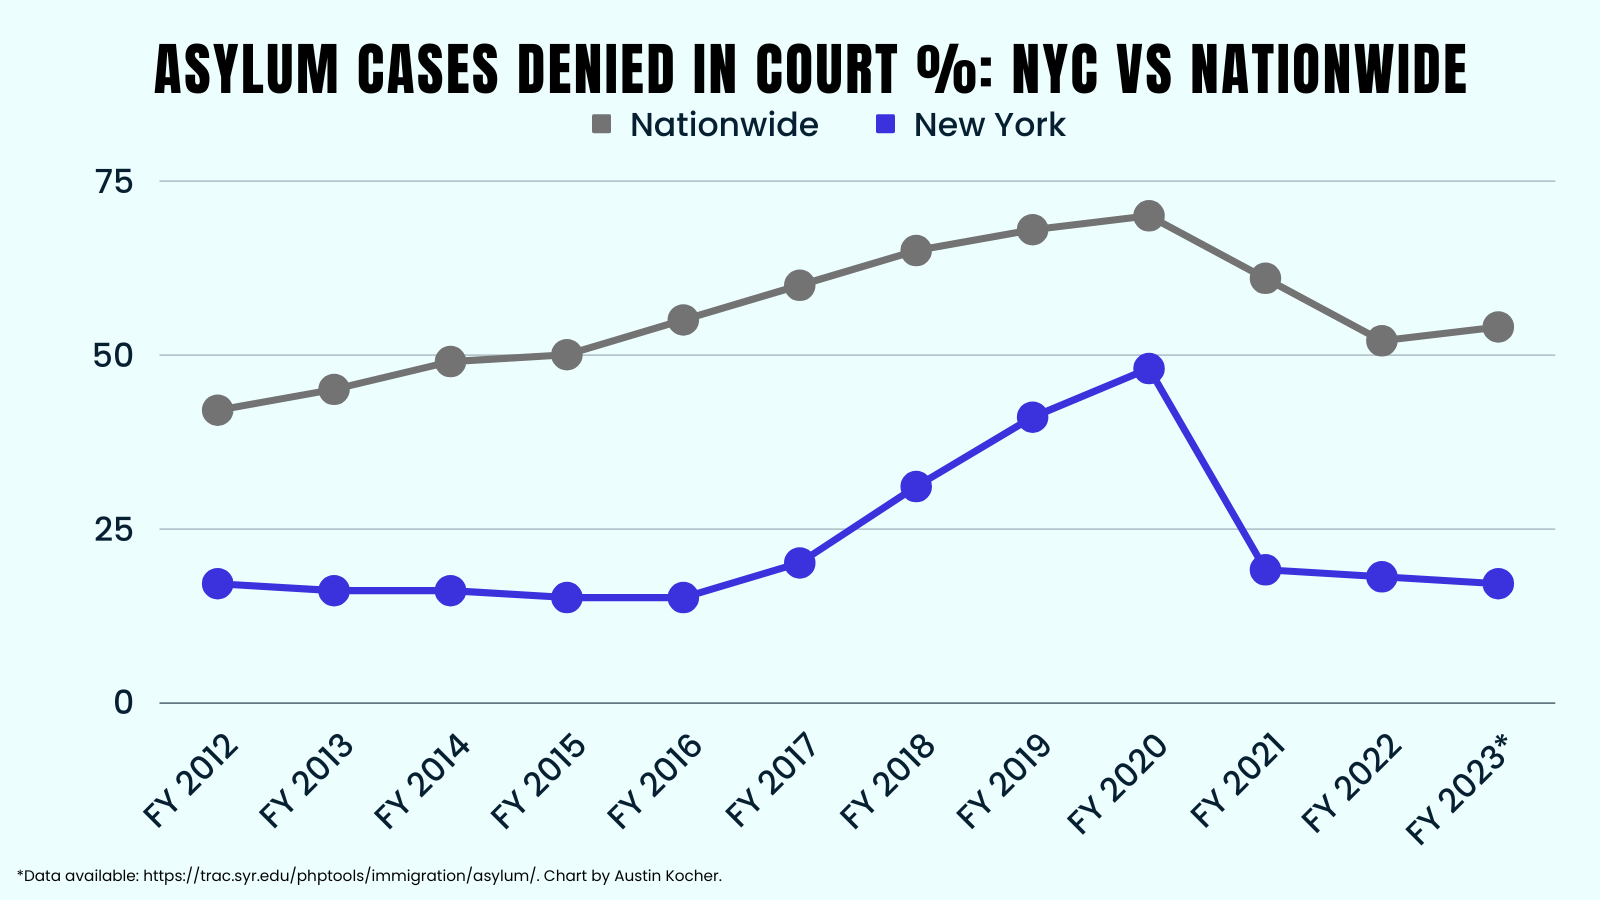 ASYLUM CASES DENIED IN COURT %: NYC VS NATIONWIDE
Nationwide New York
75
50
25
0
FY 2012
FY 2013
FY 2014
FY 2015
FY 2016
FY 2017
FY 2018
FY 2019
FY 2020
FY 2021
FY 2022
FY 2023*
*Data available: https://trac.syr.edu/phptools/immigration/asylum/. Chart by Austin Kocher.